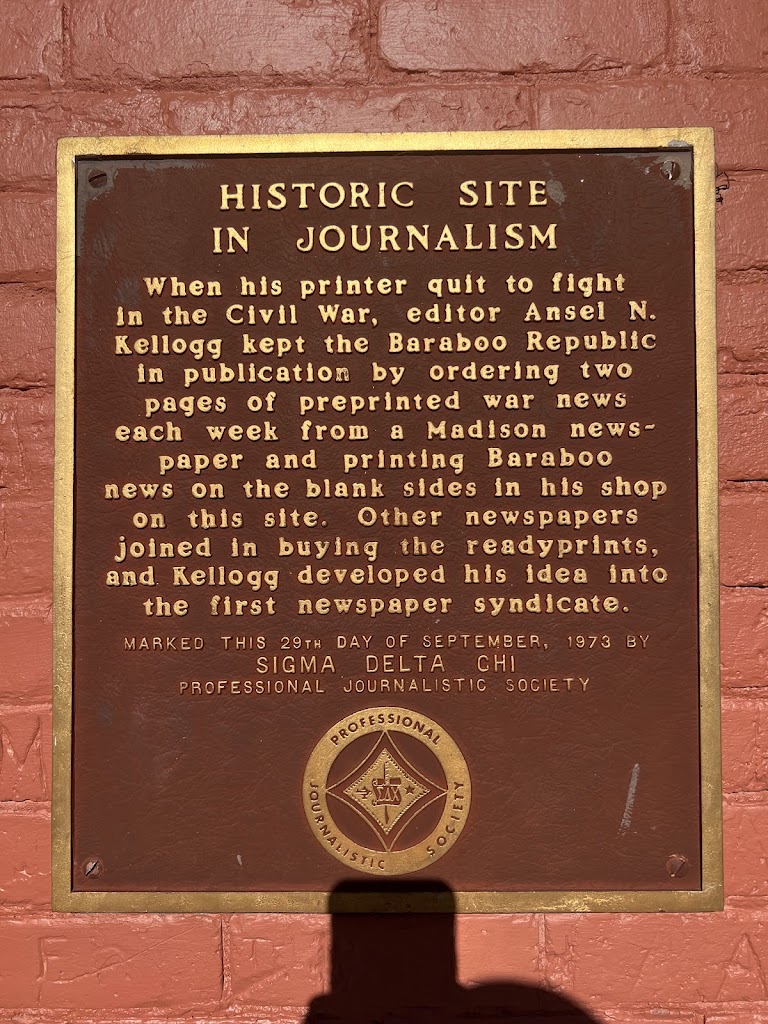 HISTORIC SITE
IN JOURNALISM
When his printer quit to fight
in the Civil War, editor Ansel N.
Kellogg kept the Baraboo Republic
in publication by ordering two
pages of preprinted war news
each week from a Madison news-
paper and printing Baraboo
news on the blank sides in his shop
on this site. Other newspapers
joined in buying the readyprints,
and Kellogg developed his idea into
the first newspaper syndicate.
MARKED THIS 29TH DAY OF SEPTEMBER, 1973 BY
SIGMA DELTA CHI
PROFESSIONAL JOURNALISTIC SOCIETY
PROFESSIONAL
ΣΔΧ
JOURNALISTIC SOCIETY